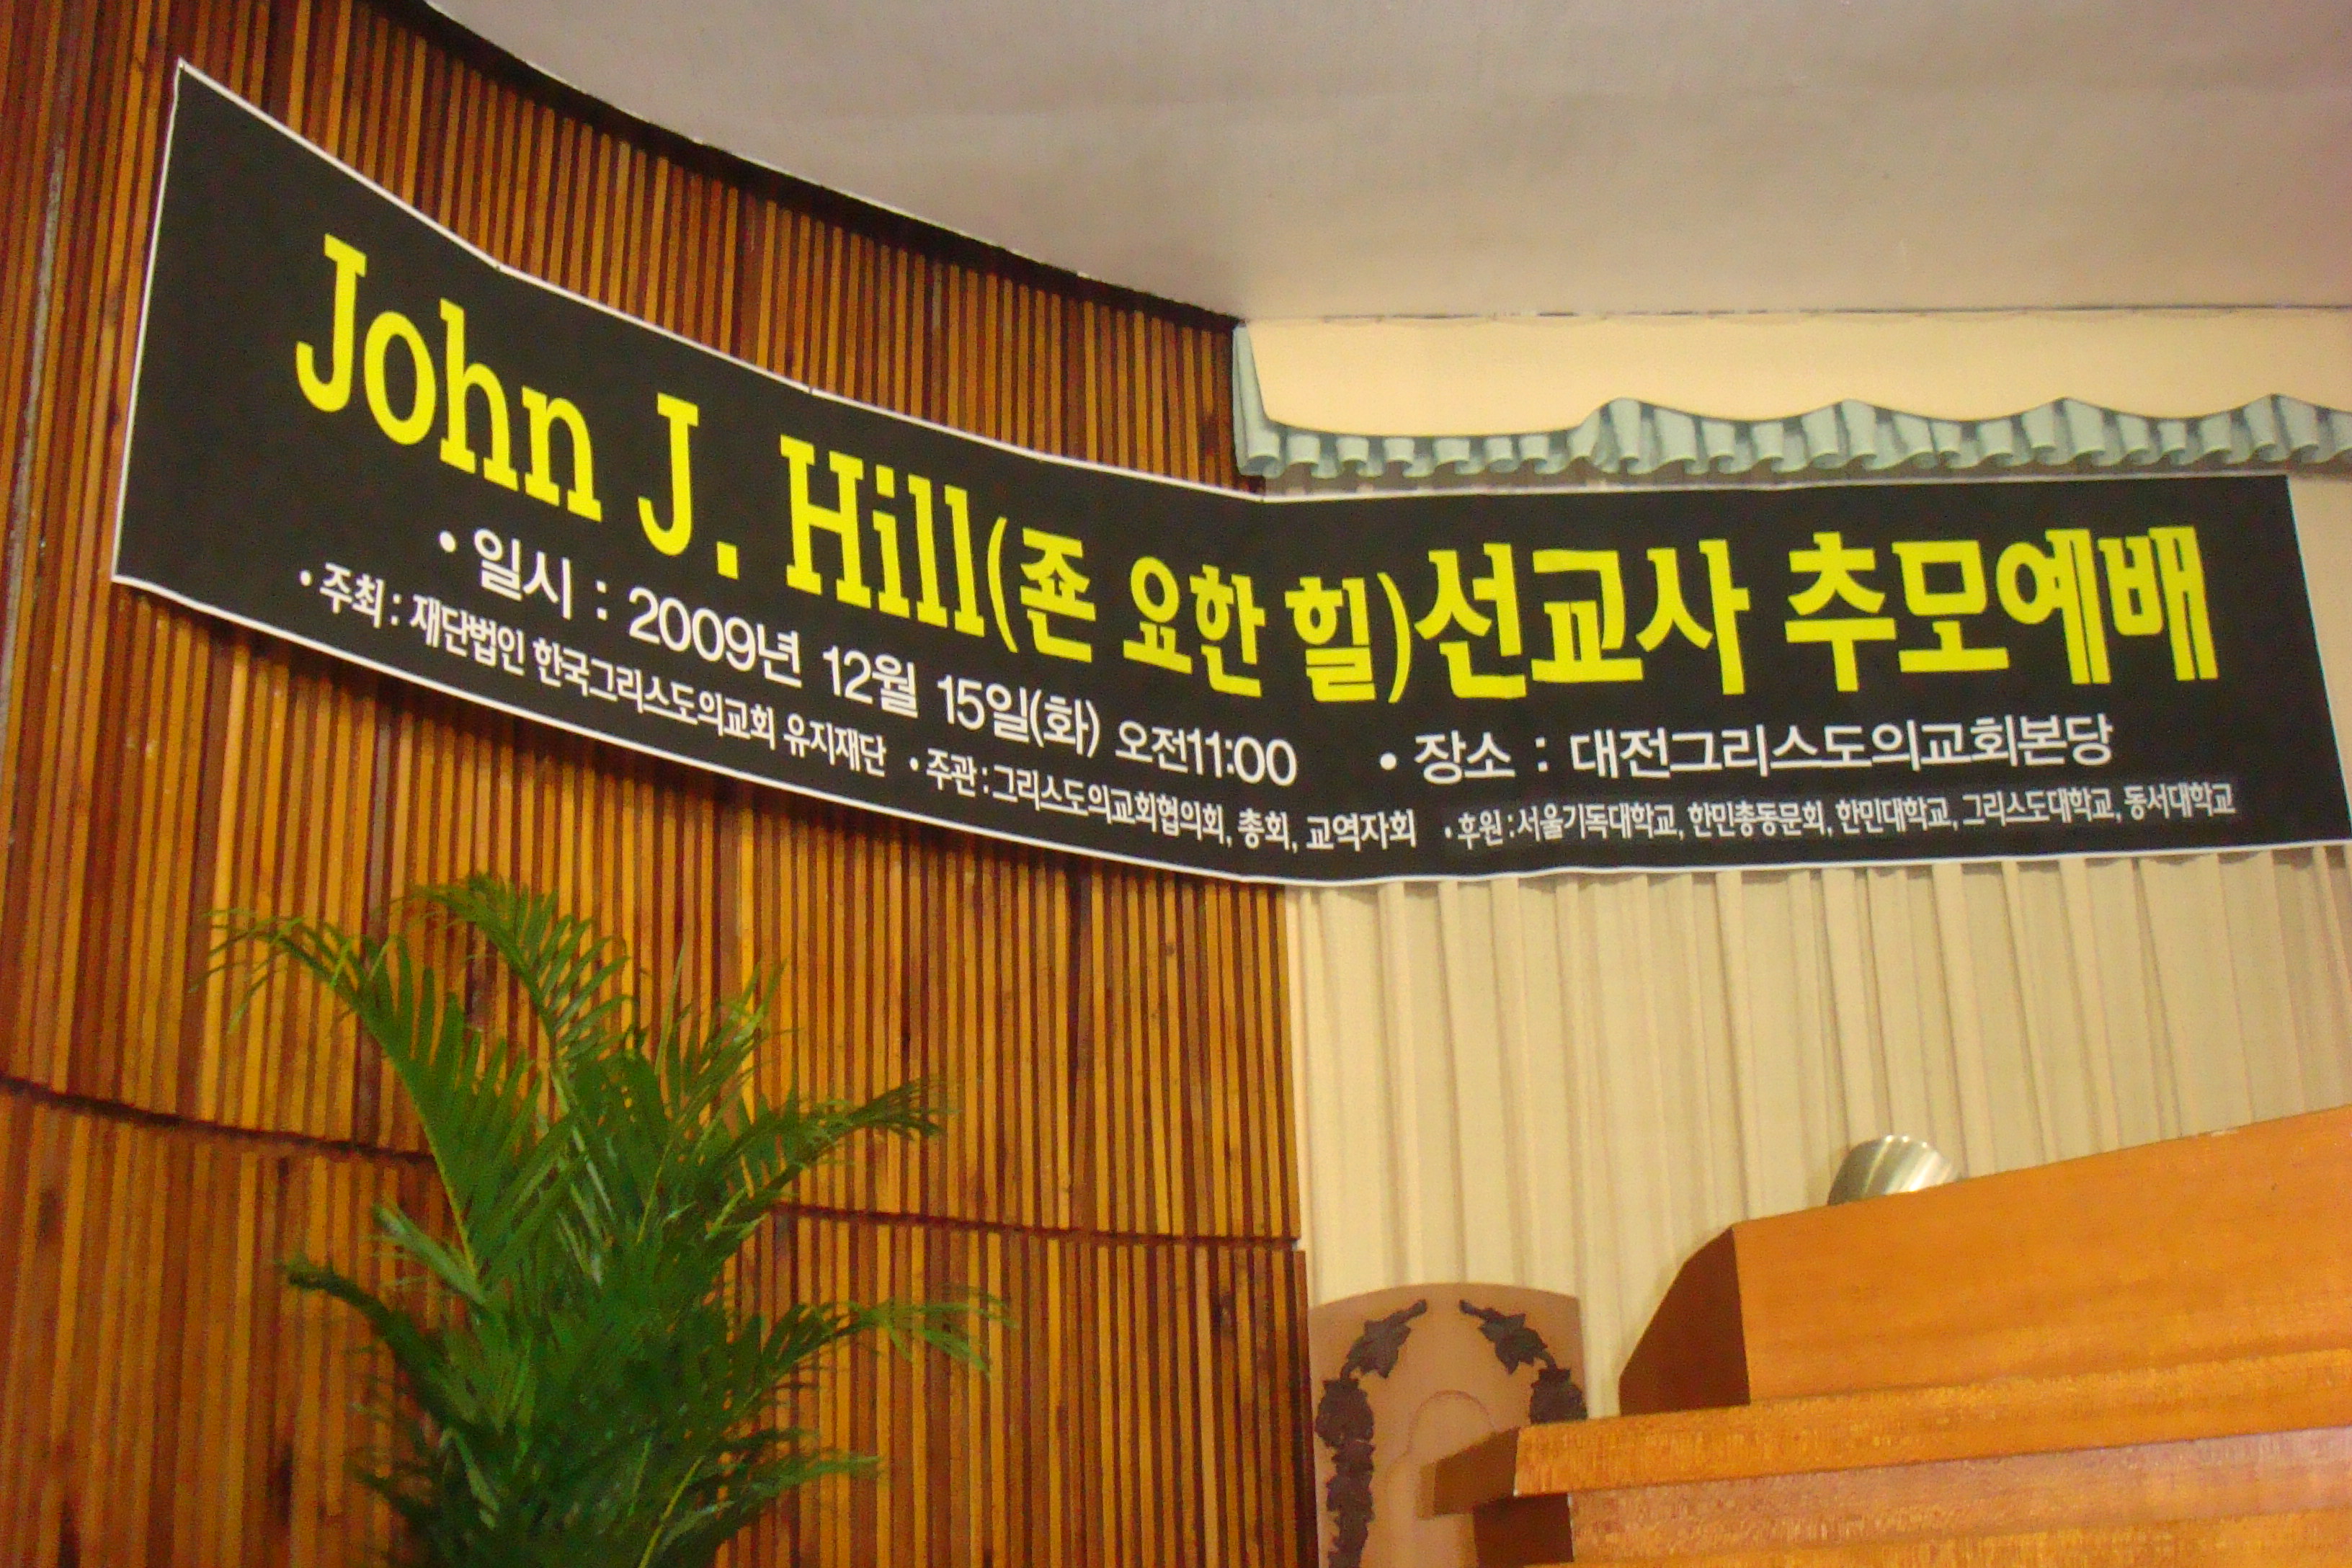 John J. Hill(죤 요한 힐)선교사 추모예배
• 일시 : 2009년 12월 15일(화) 오전11:00 • 장소 : 대전그리스도의교회본당
• 주최 : 재단법인 한국그리스도의교회 유지재단 • 주관 : 그리스도의교회협의회, 총회, 교역자회 • 후원 : 서울기독대학교, 한민총동문회, 한민대학교, 그리스도대학교, 동서대학교